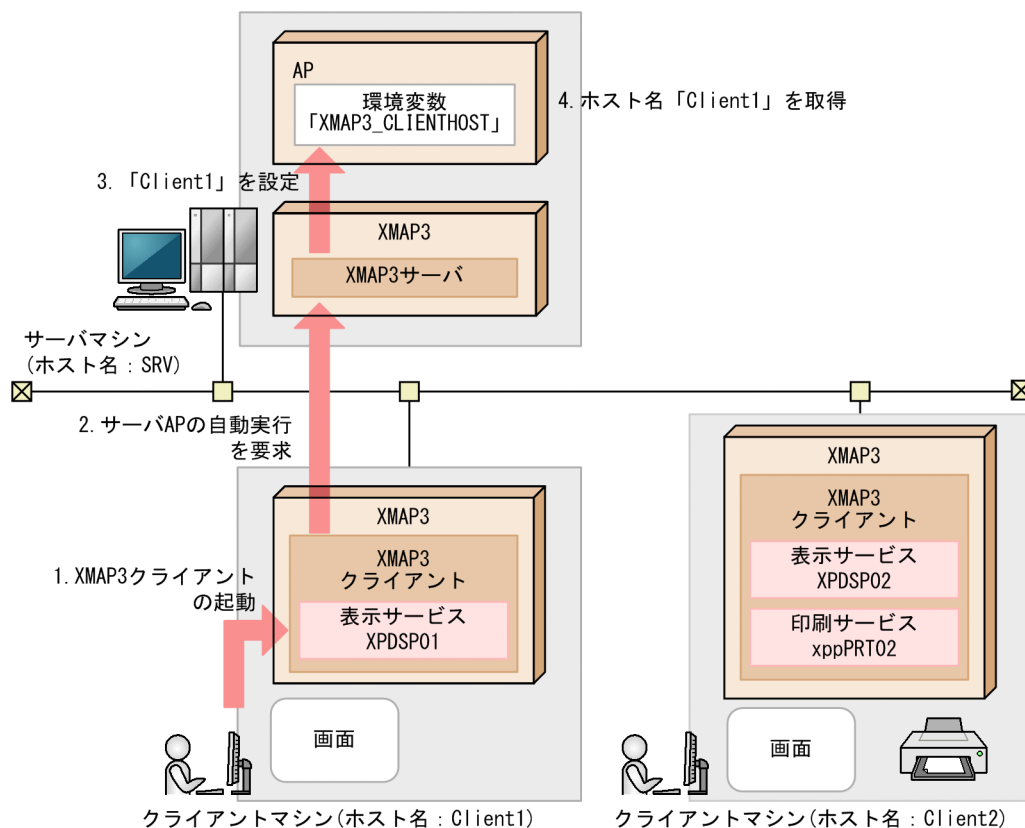 AP
環境変数
「XMAP3_CLIENTHOST」
4.ホスト名「Client1」を取得
3.「Client1」を設定
XMAP3
XMAP3サーバ
サーバマシン
(ホスト名：SRV)
2.サーバAPの自動実行
を要求
XMAP3
XMAP3
クライアント
表示サービス
XPDSP01
1.XMAP3クライアント
の起動
画面
クライアントマシン(ホスト名：Client1)
XMAP3
XMAP3
クライアント
表示サービス
XPDSP02
印刷サービス
xppPRT02
画面
クライアントマシン(ホスト名：Client2)